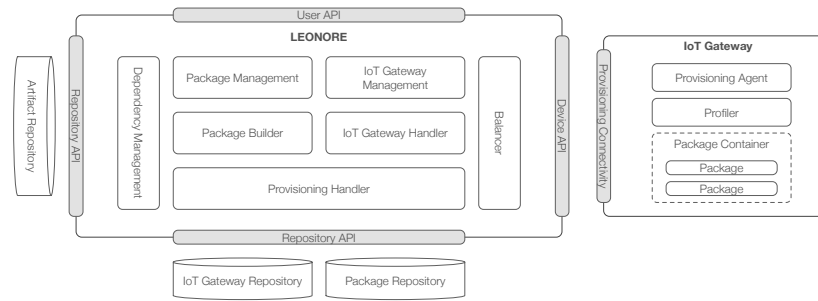 User API
LEONORE
Artifact Repository
Repository API
Dependency Management
Package Management
IoT Gateway
Management
Package Builder
IoT Gateway Handler
Provisioning Handler
Balancer
Device API
Repository API
IoT Gateway Repository
Package Repository
Provisioning Connectivity
IoT Gateway
Provisioning Agent
Profiler
Package Container
Package
Package